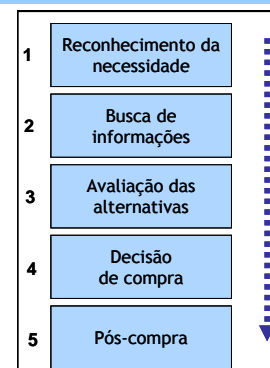 1
Reconhecimento da
necessidade
2
Busca de
informações
3
Avaliação das
alternativas
4
Decisão
de compra
5
Pós-compra